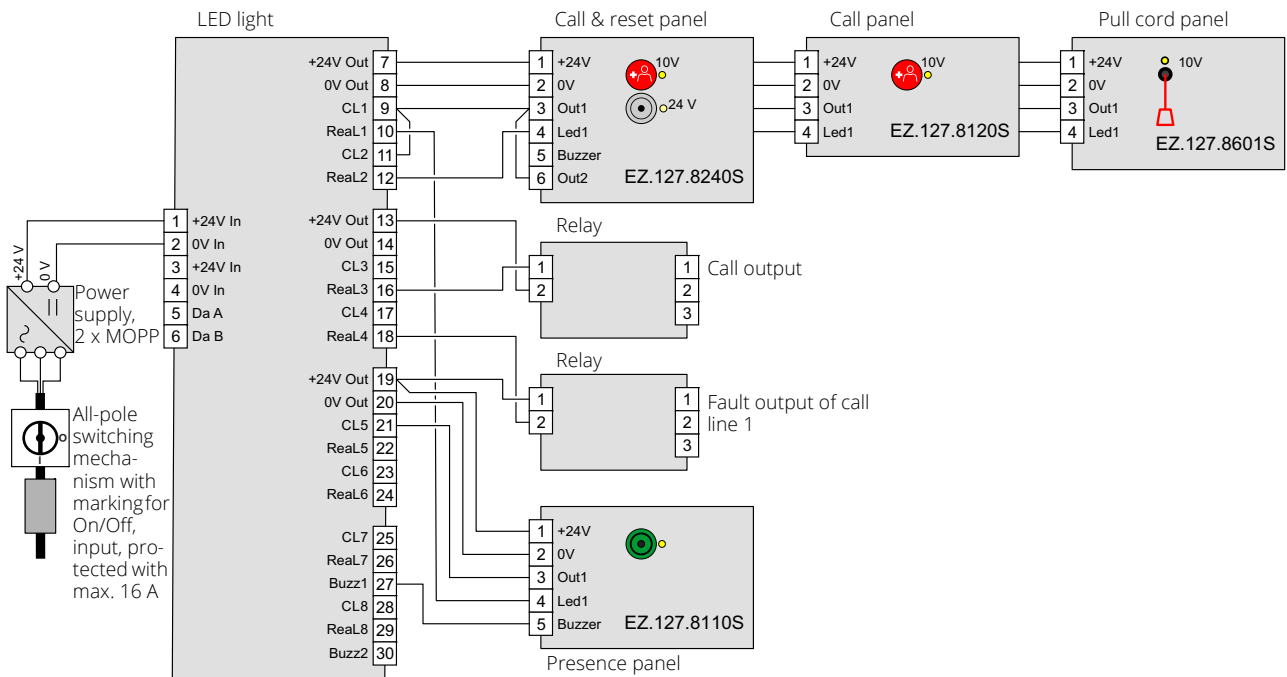 LED light
Call & reset panel
Call panel
Pull cord panel
+24V Out 7
0V Out 8
CL1 9
ReaL1 10
CL2 11
ReaL2 12
1 +24V In
2 0V In
3 +24V In
4 0V In
5 Da A
6 Da B
+24V Out 13
0V Out 14
CL3 15
ReaL3 16
CL4 17
ReaL4 18
+24V Out 19
0V Out 20
CL5 21
ReaL5 22
CL6 23
ReaL6 24
CL7 25
ReaL7 26
Buzz1 27
CL8 28
ReaL8 29
Buzz2 30
1 +24V
2 0V
3 Out1
4 Led1
5 Buzzer
6 Out2
10V
24 V
EZ.127.8240S
1 +24V
2 0V
3 Out1
4 Led1
10V
EZ.127.8120S
1 +24V
2 0V
3 Out1
4 Led1
10V
EZ.127.8601S
+24 V
0 V
Power
supply,
2 x MOPP
All-pole
switching
mecha-
nism with
marking for
On/Off,
input, pro-
tected with
max. 16 A
Relay
1
2
1
2
3
Call output
Relay
1
2
1
2
3
Fault output of call
line 1
1 +24V
2 0V
3 Out1
4 Led1
5 Buzzer
EZ.127.8110S
Presence panel